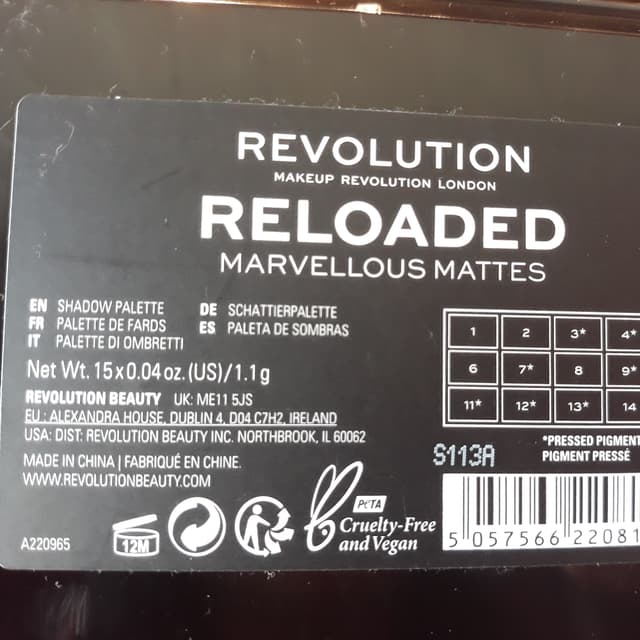 REVOLUTION
MAKEUP REVOLUTION LONDON
RELOADED
MARVELLOUS MATTES
EN SHADOW PALETTE
FR PALETTE DE FARDS
IT PALETTE DI OMBRETTI
DE SCHATTIERPALETTE
ES PALETA DE SOMBRAS
Net Wt. 15 x 0.04 oz. (US) / 1.1 g
REVOLUTION BEAUTY UK: ME11 5JS
EU : ALEXANDRA HOUSE, DUBLIN 4, D04 C7H2, IRELAND
USA: DIST: REVOLUTION BEAUTY INC. NORTHBROOK, IL 60062
MADE IN CHINA | FABRIQUÉ EN CHINE.
WWW.REVOLUTIONBEAUTY.COM
1 2 3* 4*
6 7* 8 9*
11* 12* 13* 14
*PRESSED PIGMENT
PIGMENT PRESSÉ
S113A
A220965
12M
PeTA
Cruelty-Free
and Vegan
5 057566 22081